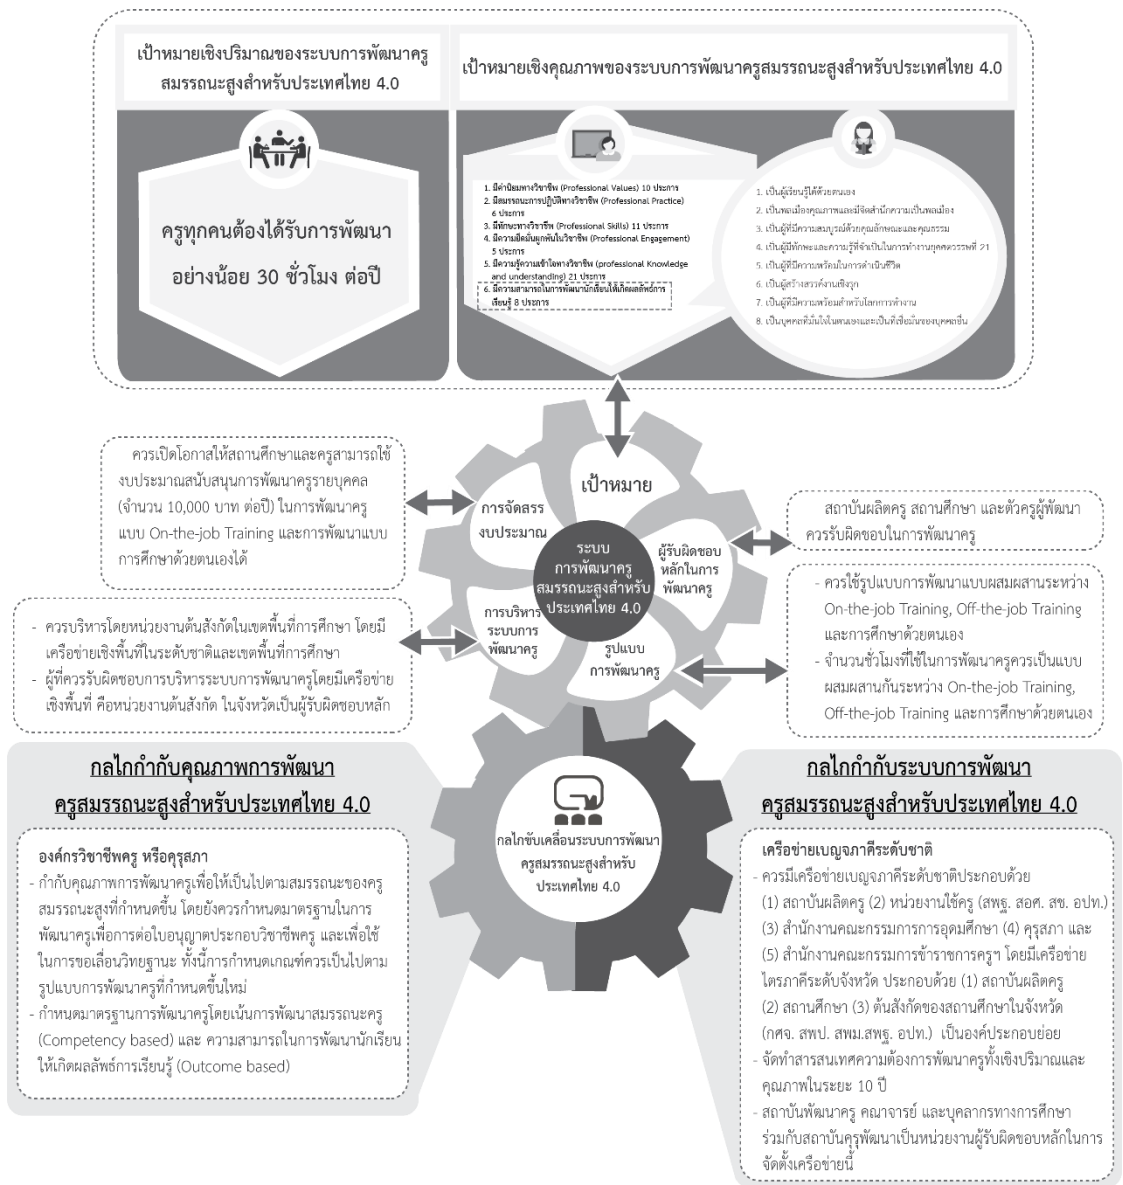 เป้าหมายเชิงปริมาณของระบบการพัฒนาครู
สมรรถนะสูงสำหรับประเทศไทย 4.0
เป้าหมายเชิงคุณภาพของระบบการพัฒนาครูสมรรถนะสูงสำหรับประเทศไทย 4.0
ครูทุกคนต้องได้รับการพัฒนา
อย่างน้อย 30 ชั่วโมง ต่อปี
1. มีค่านิยมทางวิชาชีพ (Professional Values) 10 ประการ
2. มีสมรรถนะการปฏิบัติทางวิชาชีพ (Professional Practice)
6 ประการ
3. มีทักษะทางวิชาชีพ (Professional Skills) 11 ประการ
4. มีความยึดมั่นผูกพันในวิชาชีพ (Professional Engagement)
5 ประการ
5. มีความรู้ความเข้าใจทางวิชาชีพ (professional Knowledge
and understanding) 21 ประการ
6. มีความสามารถในการพัฒนานักเรียนให้เกิดผลลัพธ์การ
เรียนรู้ 8 ประการ
1. เป็นผู้เรียนรู้ได้ด้วยตนเอง
2. เป็นพลเมืองคุณภาพและมีจิตสำนึกความเป็นพลเมือง
3. เป็นผู้ที่มีความสมบูรณ์ด้วยคุณลักษณะและคุณธรรม
4. เป็นผู้มีทักษะและความรู้ที่จำเป็นในการทำงานยุคศตวรรษที่ 21
5. เป็นผู้ที่มีความพร้อมในการดำเนินชีวิต
6. เป็นผู้สร้างสรรค์งานเชิงรุก
7. เป็นผู้ที่มีความพร้อมสำหรับโลกการทำงาน
8. เป็นบุคคลที่มั่นใจในตนเองและเป็นที่เชื่อมั่นของบุคคลอื่น
ควรเปิดโอกาสให้สถานศึกษาและครูสามารถใช้
งบประมาณสนับสนุนการพัฒนาครูรายบุคคล
(จำนวน 10,000 บาท ต่อปี) ในการพัฒนาครู
แบบ On-the-job Training และการพัฒนาแบบ
การศึกษาด้วยตนเองได้
- ควรบริหารโดยหน่วยงานต้นสังกัดในเขตพื้นที่การศึกษา โดยมี
เครือข่ายเชิงพื้นที่ในระดับชาติและเขตพื้นที่การศึกษา
- ผู้ที่ควรรับผิดชอบการบริหารระบบการพัฒนาครูโดยมีเครือข่าย
เชิงพื้นที่ คือหน่วยงานต้นสังกัด ในจังหวัดเป็นผู้รับผิดชอบหลัก
เป้าหมาย
การจัดสรร
งบประมาณ
ผู้รับผิดชอบ
หลักในการ
พัฒนาครู
ระบบ
การพัฒนาครู
สมรรถนะสูงสำหรับ
ประเทศไทย 4.0
การบริหาร
ระบบการ
พัฒนาครู
รูปแบบ
การพัฒนาครู
สถาบันผลิตครู สถานศึกษา และตัวครูผู้พัฒนา
ควรรับผิดชอบในการพัฒนาครู
- ควรใช้รูปแบบการพัฒนาแบบผสมผสานระหว่าง
On-the-job Training, Off-the-job Training
และการศึกษาด้วยตนเอง
- จำนวนชั่วโมงที่ใช้ในการพัฒนาครูควรเป็นแบบ
ผสมผสานกันระหว่าง On-the-job Training,
Off-the-job Training และการศึกษาด้วยตนเอง
กลไกขับเคลื่อนระบบการพัฒนา
ครูสมรรถนะสูงสำหรับ
ประเทศไทย 4.0
กลไกกำกับคุณภาพการพัฒนา
ครูสมรรถนะสูงสำหรับประเทศไทย 4.0
องค์กรวิชาชีพครู หรือคุรุสภา
- กำกับคุณภาพการพัฒนาครูเพื่อให้เป็นไปตามสมรรถนะของครู
สมรรถนะสูงที่กำหนดขึ้น โดยยังควรกำหนดมาตรฐานในการ
พัฒนาครูเพื่อการต่อใบอนุญาตประกอบวิชาชีพครู และเพื่อใช้
ในการขอเลื่อนวิทยฐานะ ทั้งนี้การกำหนดเกณฑ์ควรเป็นไปตาม
รูปแบบการพัฒนาครูที่กำหนดขึ้นใหม่
- กำหนดมาตรฐานการพัฒนาครูโดยเน้นการพัฒนาสมรรถนะครู
(Competency based) และ ความสามารถในการพัฒนานักเรียน
ให้เกิดผลลัพธ์การเรียนรู้ (Outcome based)
กลไกกำกับระบบการพัฒนา
ครูสมรรถนะสูงสำหรับประเทศไทย 4.0
เครือข่ายเบญจภาคีระดับชาติ
- ควรมีเครือข่ายเบญจภาคีระดับชาติประกอบด้วย
(1) สถาบันผลิตครู (2) หน่วยงานใช้ครู (สพฐ. สอศ. สช. อปท.)
(3) สำนักงานคณะกรรมการการอุดมศึกษา (4) คุรุสภา และ
(5) สำนักงานคณะกรรมการข้าราชการครูฯ โดยมีเครือข่าย
ไตรภาคีระดับจังหวัด ประกอบด้วย (1) สถาบันผลิตครู
(2) สถานศึกษา (3) ต้นสังกัดของสถานศึกษาในจังหวัด
(กศจ. สพป. สพม.สพฐ. อปท.) เป็นองค์ประกอบย่อย
- จัดทำสารสนเทศความต้องการพัฒนาครูทั้งเชิงปริมาณและ
คุณภาพในระยะ 10 ปี
- สถาบันพัฒนาครู คณาจารย์ และบุคลากรทางการศึกษา
ร่วมกับสถาบันคุรุพัฒนาเป็นหน่วยงานผู้รับผิดชอบหลักในการ
จัดตั้งเครือข่ายนี้